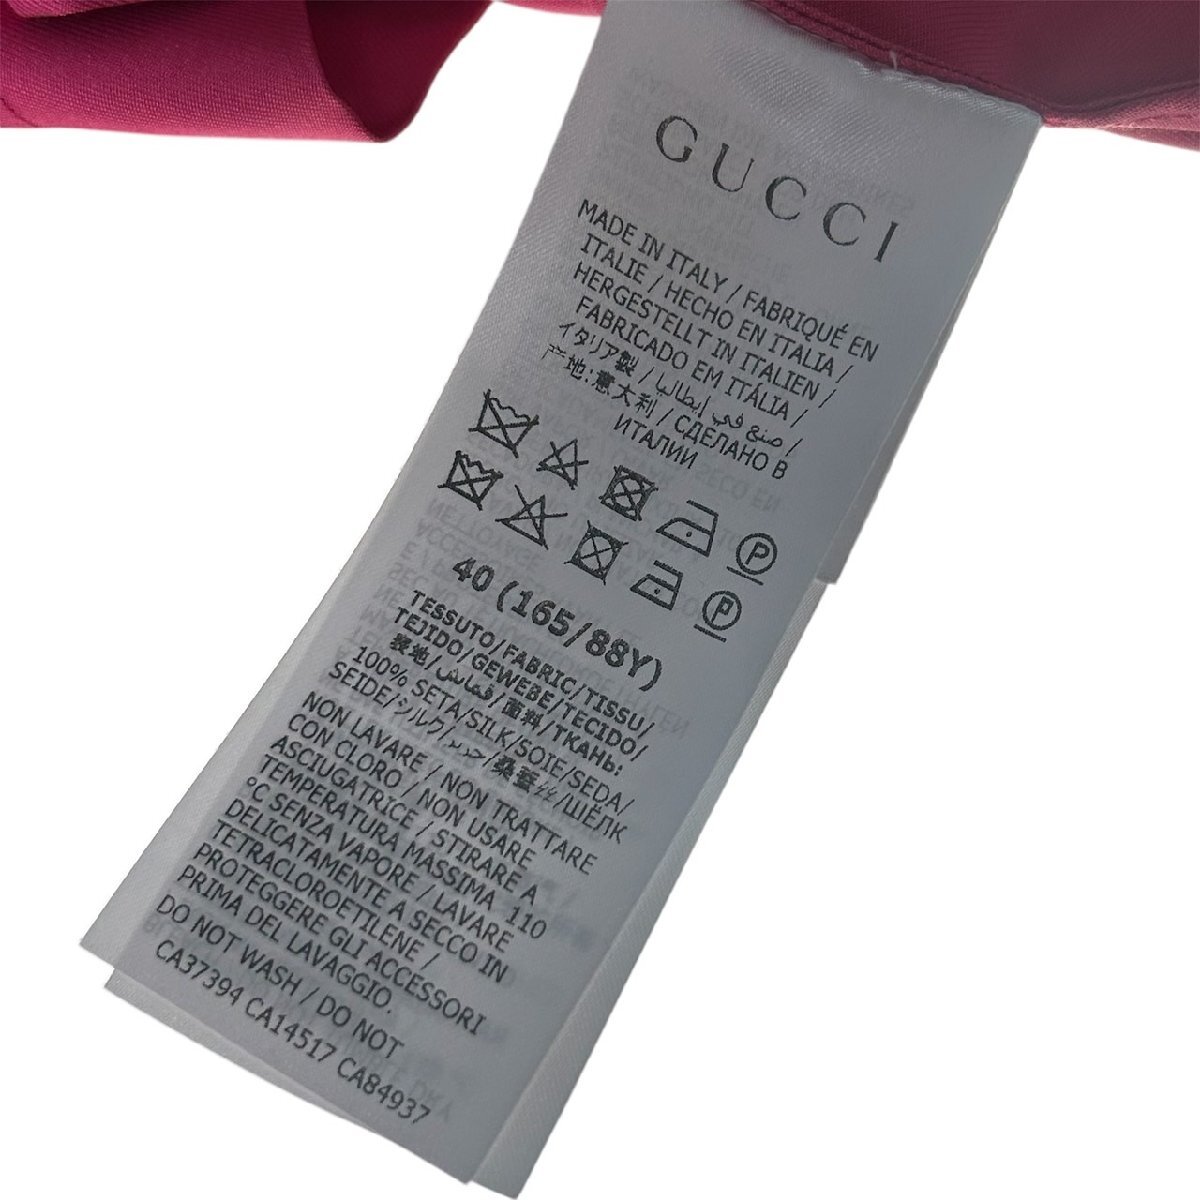 GUCCI
MADE IN ITALY / FABRIQUÉ EN
ITALIE / HECHO EN ITALIA /
HERGESTELLT IN ITALIEN /
FABRICADO EM ITÁLIA /
イタリア製 / صنع في إيطاليا /
产地:意大利 / СДЕЛАНО В
ИТАЛИИ
P
P
40 (165/88Y)
TESSUTO/FABRIC/TISSU/
TEJIDO/GEWEBE/TECIDO/
表地/قماش/面料/ТКАНЬ:
100% SETA/SILK/SOIE/SEDA/
SEIDE/シルク/حرير/桑蚕丝/ШЁЛК
NON LAVARE / NON TRATTARE
CON CLORO / NON USARE
ASCIUGATRICE / STIRARE A
TEMPERATURA MASSIMA 110
°C SENZA VAPORE / LAVARE
DELICATAMENTE A SECCO IN
TETRACLOROETILENE /
PROTEGGERE GLI ACCESSORI
PRIMA DEL LAVAGGIO.
DO NOT WASH / DO NOT
CA37394 CA14517 CA84937